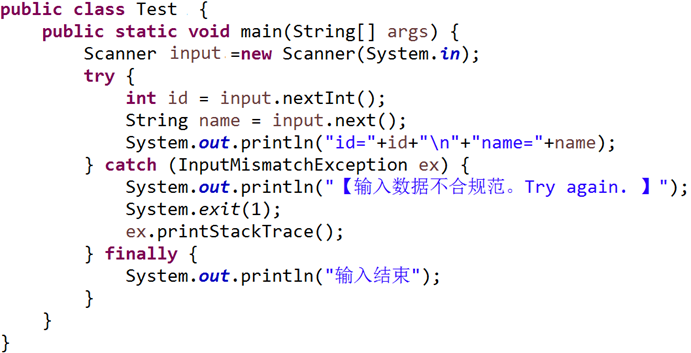 public class Test {
public static void main(String[] args) {
Scanner input =new Scanner(System.in);
try {
int id = input.nextInt();
String name = input.next();
System.out.println("id="+id+"\n"+"name="+name);
} catch (InputMismatchException ex) {
System.out.println("【输入数据不合规范。Try again. 】");
System.exit(1);
ex.printStackTrace();
} finally {
System.out.println("输入结束");
}
}
}